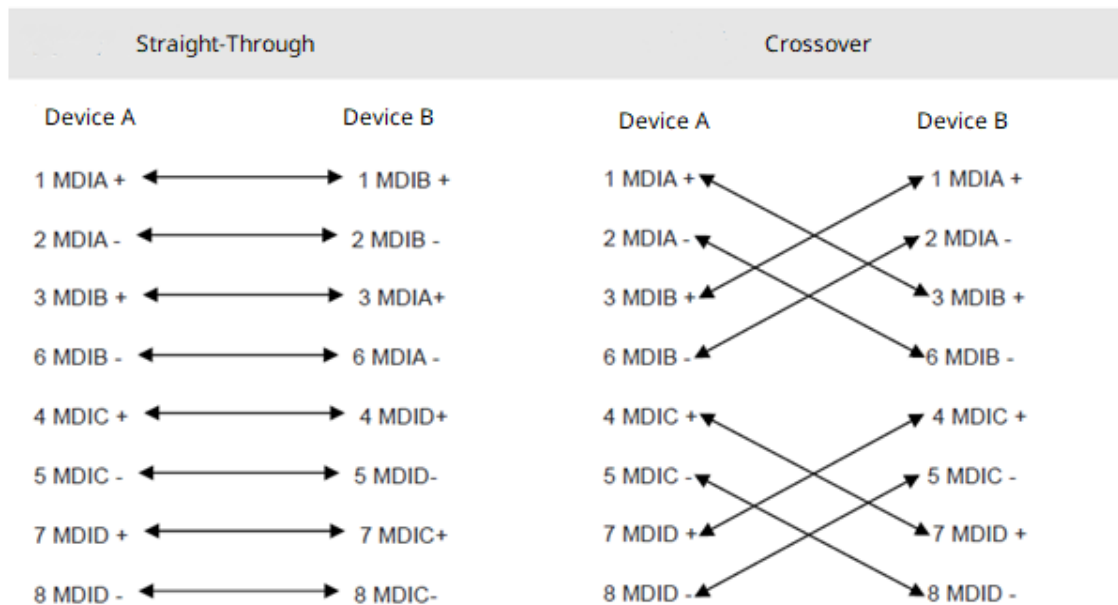 Straight-Through Crossover
Device A Device B Device A Device B
1 MDIA + 1 MDIB + 1 MDIA + 1 MDIA +
2 MDIA - 2 MDIB - 2 MDIA - 2 MDIA -
3 MDIB + 3 MDIA+ 3 MDIB + 3 MDIB +
6 MDIB - 6 MDIA - 6 MDIB - 6 MDIB -
4 MDIC + 4 MDID+ 4 MDIC + 4 MDIC +
5 MDIC - 5 MDID- 5 MDIC - 5 MDIC -
7 MDID + 7 MDIC+ 7 MDID + 7 MDID +
8 MDID - 8 MDIC- 8 MDID - 8 MDID -